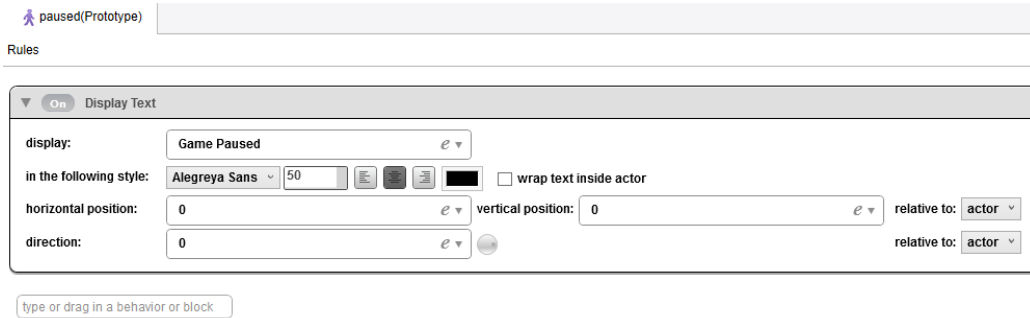 paused(Prototype)
Rules
On Display Text
display: Game Paused e
in the following style: Alegreya Sans 50 wrap text inside actor
horizontal position: 0 e vertical position: 0 e relative to: actor
direction: 0 e relative to: actor
type or drag in a behavior or block